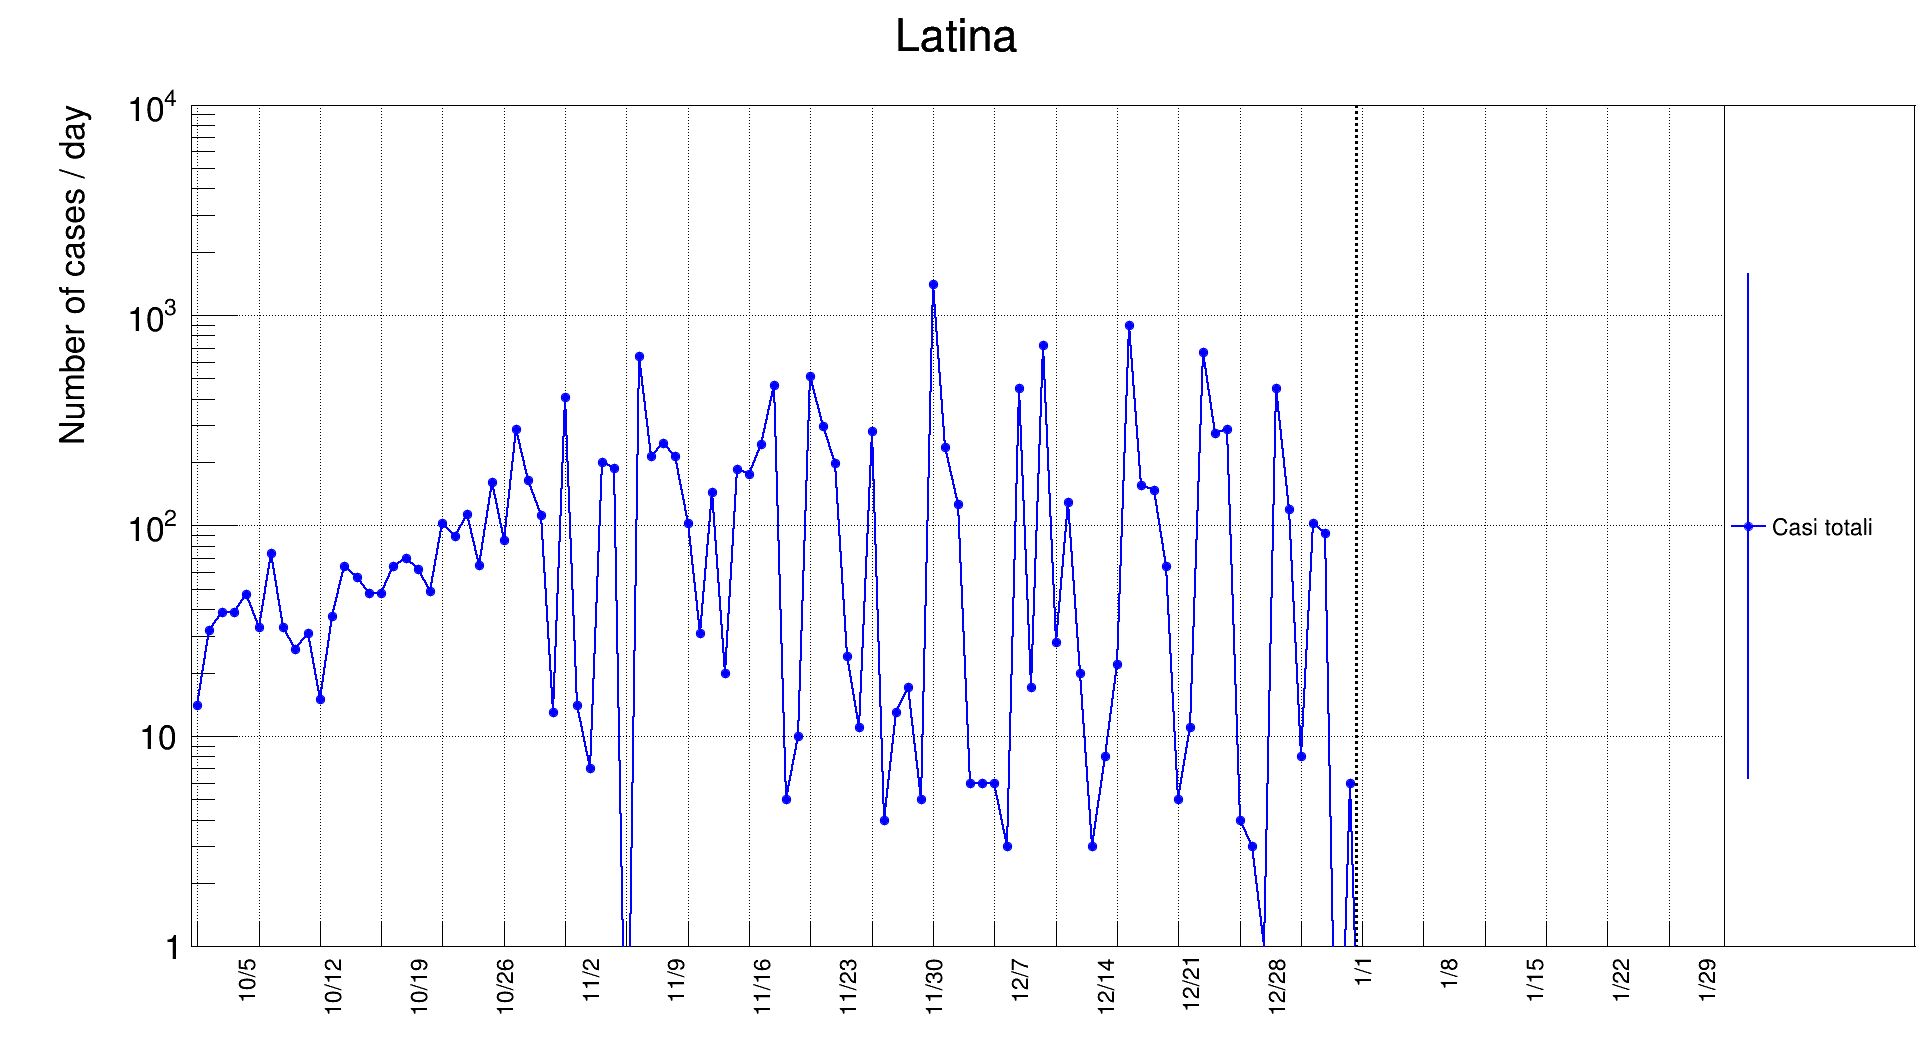 Latina
Number of cases / day
10⁴
10³
10²
10
1
10/5 10/12 10/19 10/26 11/2 11/9 11/16 11/23 11/30 12/7 12/14 12/21 12/28 1/1 1/8 1/15 1/22 1/29
Casi totali